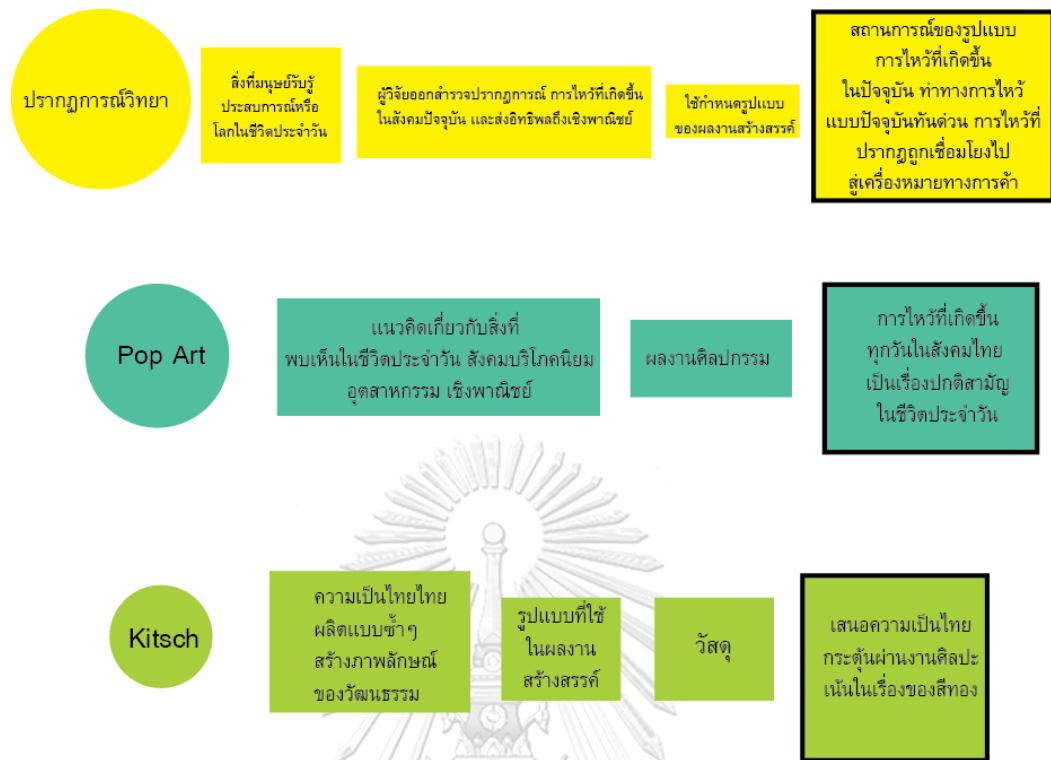 ปรากฏการณ์วิทยา
สิ่งที่มนุษย์รับรู้
ประสบการณ์หรือ
โลกในชีวิตประจำวัน
ผู้วิจัยออกสำรวจปรากฏการณ์ การไหว้ที่เกิดขึ้น
ในสังคมปัจจุบัน และส่งอิทธิพลถึงเชิงพาณิชย์
ใช้กำหนดรูปแบบ
ของผลงานสร้างสรรค์
สถานการณ์ของรูปแบบ
การไหว้ที่เกิดขึ้น
ในปัจจุบัน ท่าทางการไหว้
แบบปัจจุบันทันด่วน การไหว้ที่
ปรากฏถูกเชื่อมโยงไป
สู่เครื่องหมายทางการค้า
Pop Art
แนวคิดเกี่ยวกับสิ่งที่
พบเห็นในชีวิตประจำวัน สังคมบริโภคนิยม
อุตสาหกรรม เชิงพาณิชย์
ผลงานศิลปกรรม
การไหว้ที่เกิดขึ้น
ทุกวันในสังคมไทย
เป็นเรื่องปกติสามัญ
ในชีวิตประจำวัน
Kitsch
ความเป็นไทยไทย
ผลิตแบบซ้ำๆ
สร้างภาพลักษณ์
ของวัฒนธรรม
รูปแบบที่ใช้
ในผลงาน
สร้างสรรค์
วัสดุ
เสนอความเป็นไทย
กระตุ้นผ่านงานศิลปะ
เน้นในเรื่องของสีทอง